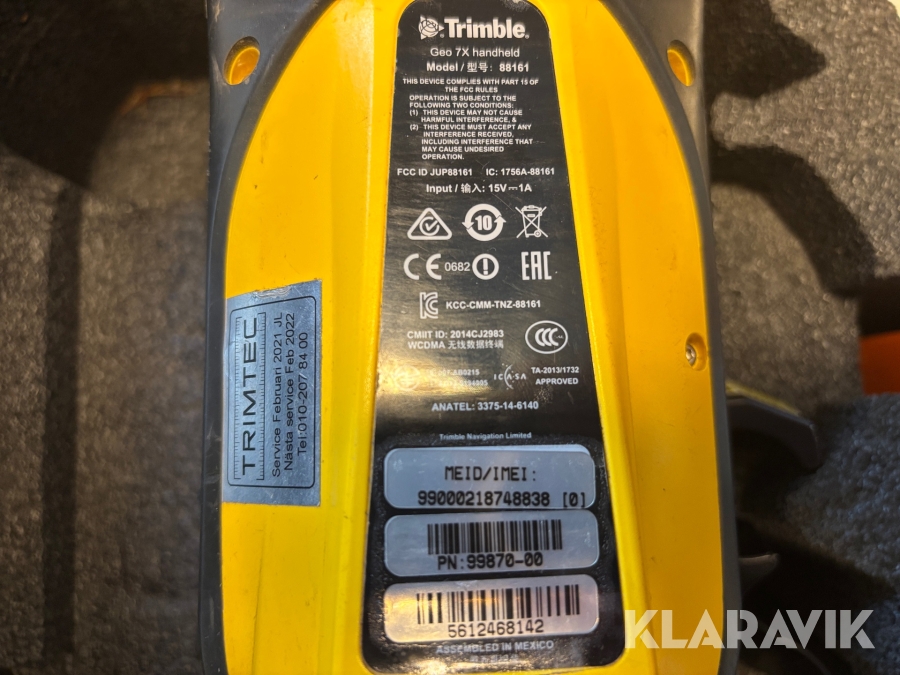 Trimble.
Geo 7X handheld
Model / 型号: 88161
THIS DEVICE COMPLIES WITH PART 15 OF
THE FCC RULES
OPERATION IS SUBJECT TO THE
FOLLOWING TWO CONDITIONS:
(1) THIS DEVICE MAY NOT CAUSE
HARMFUL INTERFERENCE, &
(2) THIS DEVICE MUST ACCEPT ANY
INTERFERENCE RECEIVED,
INCLUDING INTERFERENCE THAT
MAY CAUSE UNDESIRED
OPERATION.
FCC ID JUP88161 IC: 1756A-88161
Input / 输入: 15V⎓1A
10
CE 0682 EAC
KCC-CMM-TNZ-88161
CMIIT ID: 2014CJ2983
WCDMA 无线数据终端
CCC
ICASA
TA-2013/1732
APPROVED
ANATEL: 3375-14-6140
Trimble Navigation Limited
MEID/IMEI:
99000218748838 [0]
PN:99870-00
5612468142
ASSEMBLED IN MEXICO
TRIMTEC
Service Februari 2021 JL
Nästa service Feb 2022
Tel:010-207 84 00
KLARAVIK